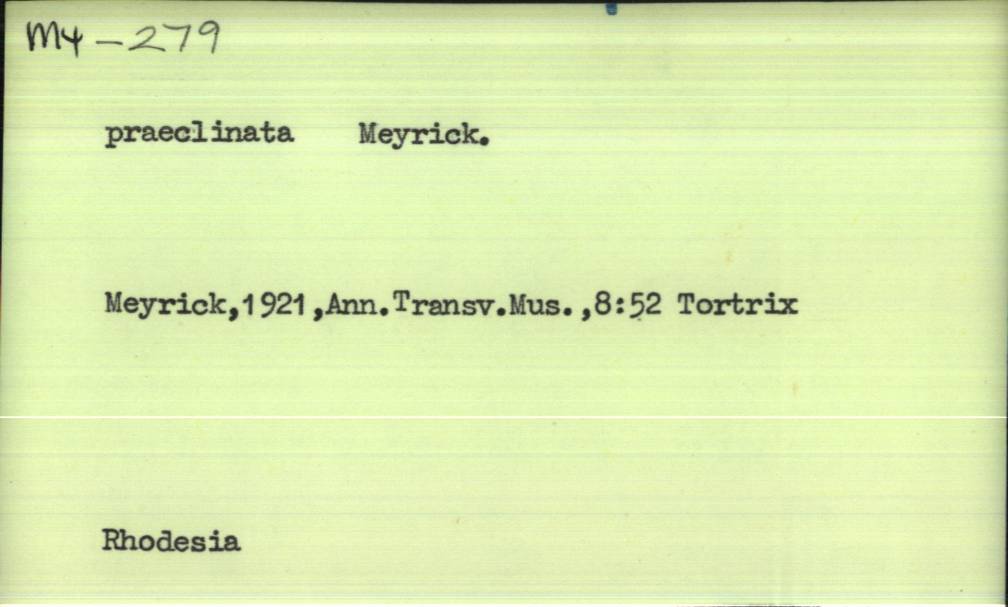 M4-279
praeclinata Meyrick.
Meyrick,1921,Ann.Transv.Mus.,8:52 Tortrix
Rhodesia